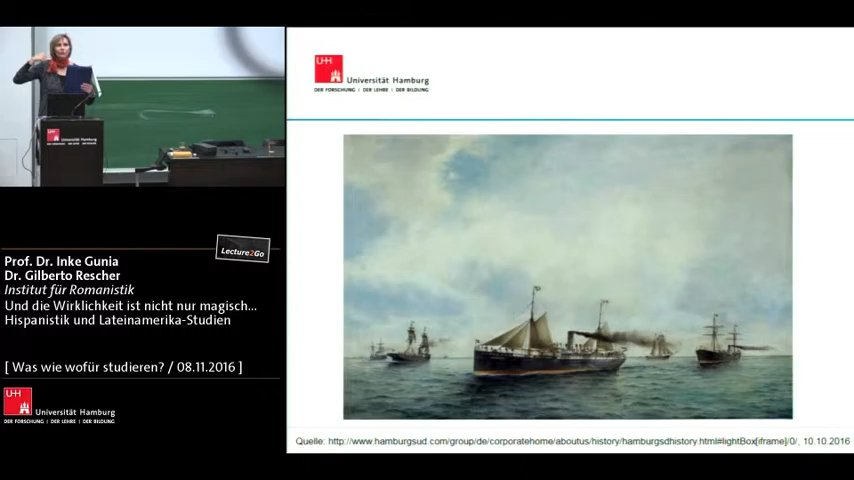 UHH
Universität Hamburg
DER FORSCHUNG | DER LEHRE | DER BILDUNG
Universität Hamburg
Lecture2Go
Prof. Dr. Inke Gunia
Dr. Gilberto Rescher
Institut für Romanistik
Und die Wirklichkeit ist nicht nur magisch...
Hispanistik und Lateinamerika-Studien
[ Was wie wofür studieren? / 08.11.2016 ]
UHH
Universität Hamburg
DER FORSCHUNG | DER LEHRE | DER BILDUNG
Quelle: http://www.hamburgsud.com/group/de/corporatehome/aboutus/history/hamburgsdhistory.html#lightBox[iframe]/0/, 10.10.2016